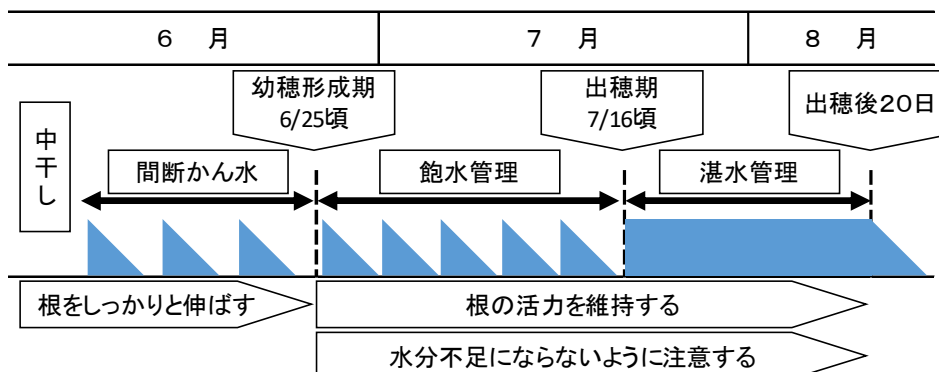 ６　月
７　月
８　月
幼穂形成期
6/25頃
出穂期
7/16頃
出穂後２０日
中干し
間断かん水
飽水管理
湛水管理
根をしっかりと伸ばす
根の活力を維持する
水分不足にならないように注意する